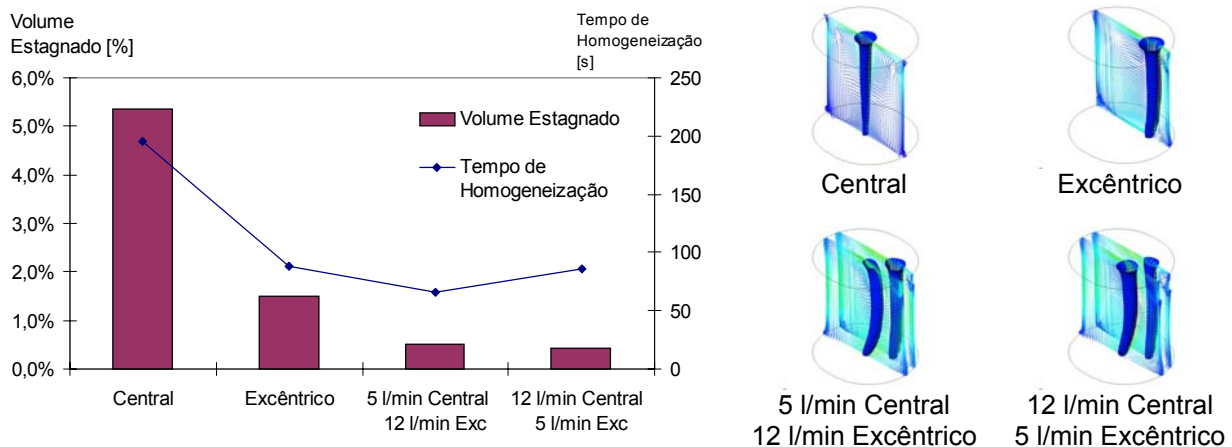 Volume
Estagnado [%]
Tempo de
Homogeneização
[s]
6,0%
5,0%
4,0%
3,0%
2,0%
1,0%
0,0%
250
200
150
100
50
0
Volume Estagnado
Tempo de
Homogeneização
Central
Excêntrico
5 l/min Central
12 l/min Exc
12 l/min Central
5 l/min Exc
Central
Excêntrico
5 l/min Central
12 l/min Excêntrico
12 l/min Central
5 l/min Excêntrico